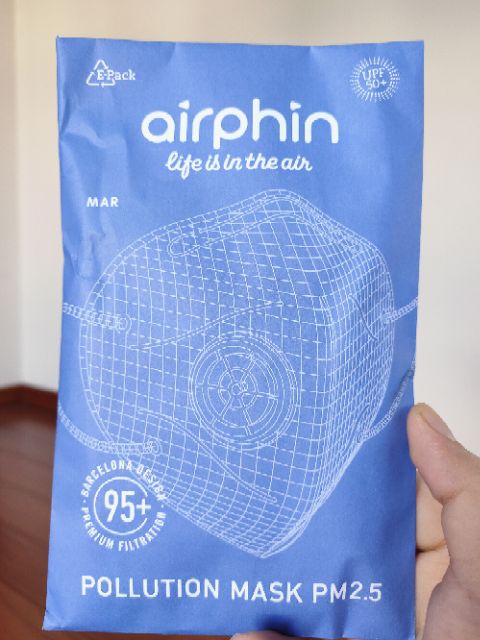 E-Pack
UPF
50+
airphin
life is in the air
MAR
BARCELONA DESIGN
95+
PREMIUM FILTRATION
POLLUTION MASK PM2.5